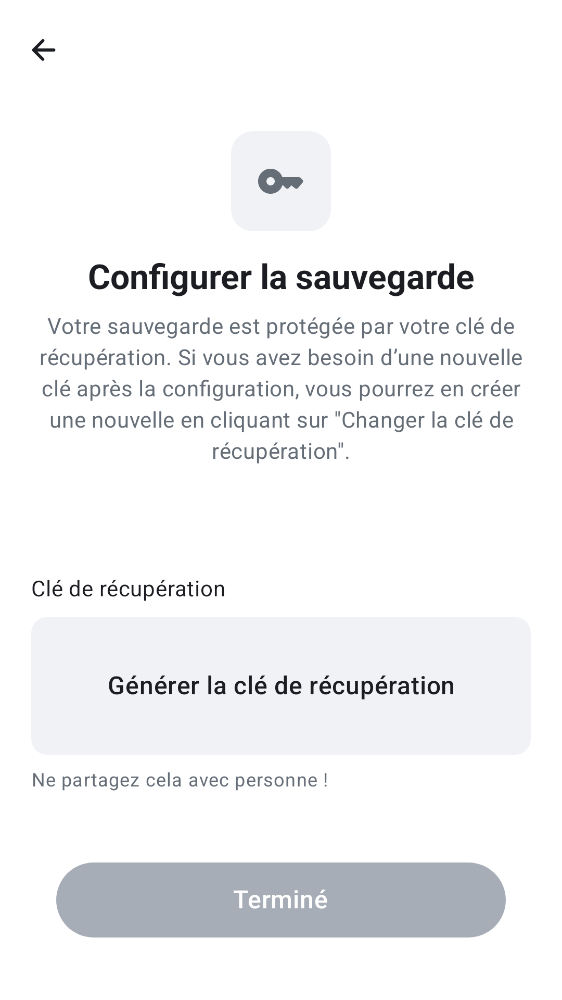 Configurer la sauvegarde
Votre sauvegarde est protégée par votre clé de
récupération. Si vous avez besoin d’une nouvelle
clé après la configuration, vous pourrez en créer
une nouvelle en cliquant sur "Changer la clé de
récupération".
Clé de récupération
Générer la clé de récupération
Ne partagez cela avec personne !
Terminé